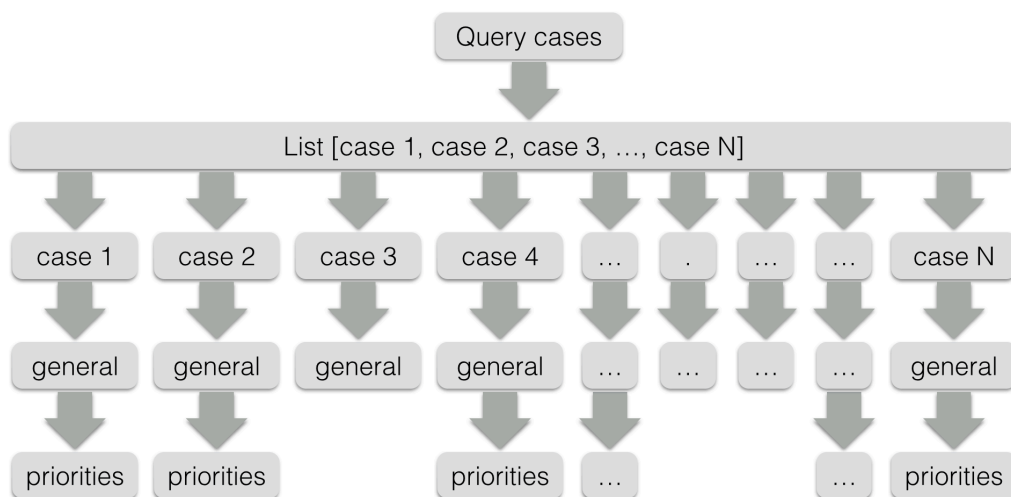 Query cases
List [case 1, case 2, case 3, ..., case N]
case 1 case 2 case 3 case 4 ... . ... ... case N
general general general general ... ... ... ... general
priorities priorities priorities ... ... priorities